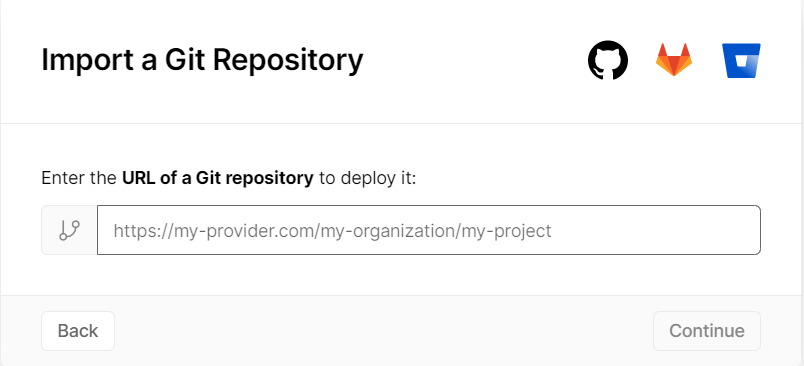 Import a Git Repository
Enter the URL of a Git repository to deploy it:
https://my-provider.com/my-organization/my-project
Back
Continue